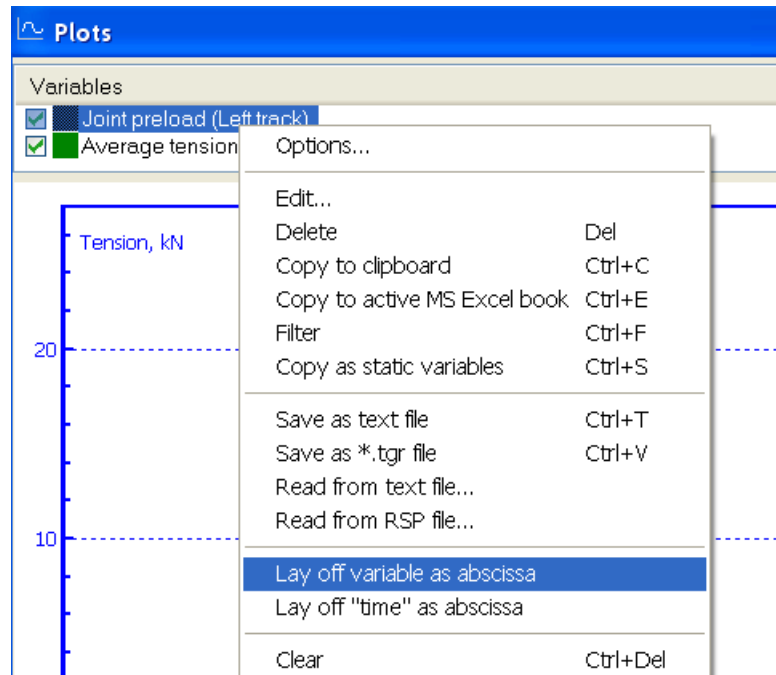 Plots
Variables
Joint preload (Left track)
Average tension
Tension, kN
20
10
Options...
Edit...
Delete Del
Copy to clipboard Ctrl+C
Copy to active MS Excel book Ctrl+E
Filter Ctrl+F
Copy as static variables Ctrl+S
Save as text file Ctrl+T
Save as *.tgr file Ctrl+V
Read from text file...
Read from RSP file...
Lay off variable as abscissa
Lay off "time" as abscissa
Clear Ctrl+Del